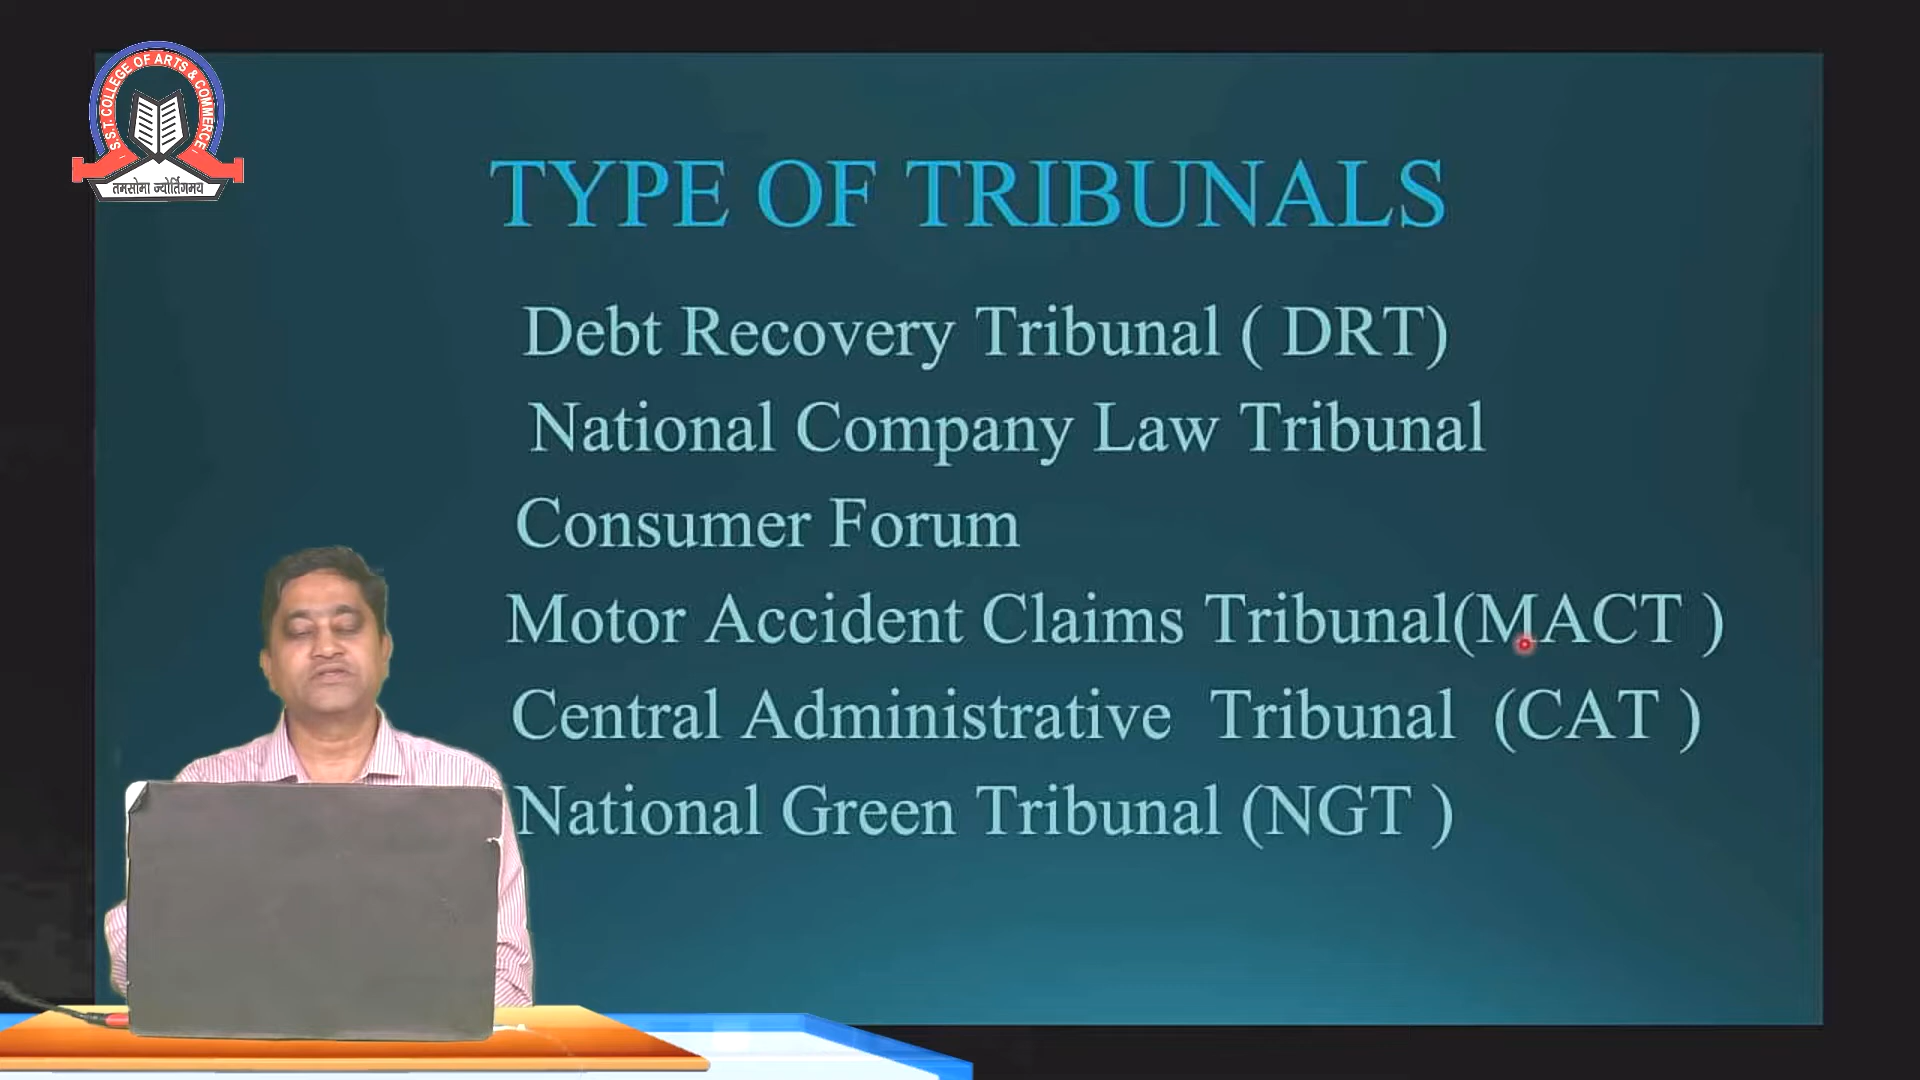 S.S.T. COLLEGE OF ARTS & COMMERCE
तमसोमा ज्योर्तिगमय
TYPE OF TRIBUNALS
Debt Recovery Tribunal ( DRT)
National Company Law Tribunal
Consumer Forum
Motor Accident Claims Tribunal(MACT )
Central Administrative Tribunal (CAT )
National Green Tribunal (NGT )